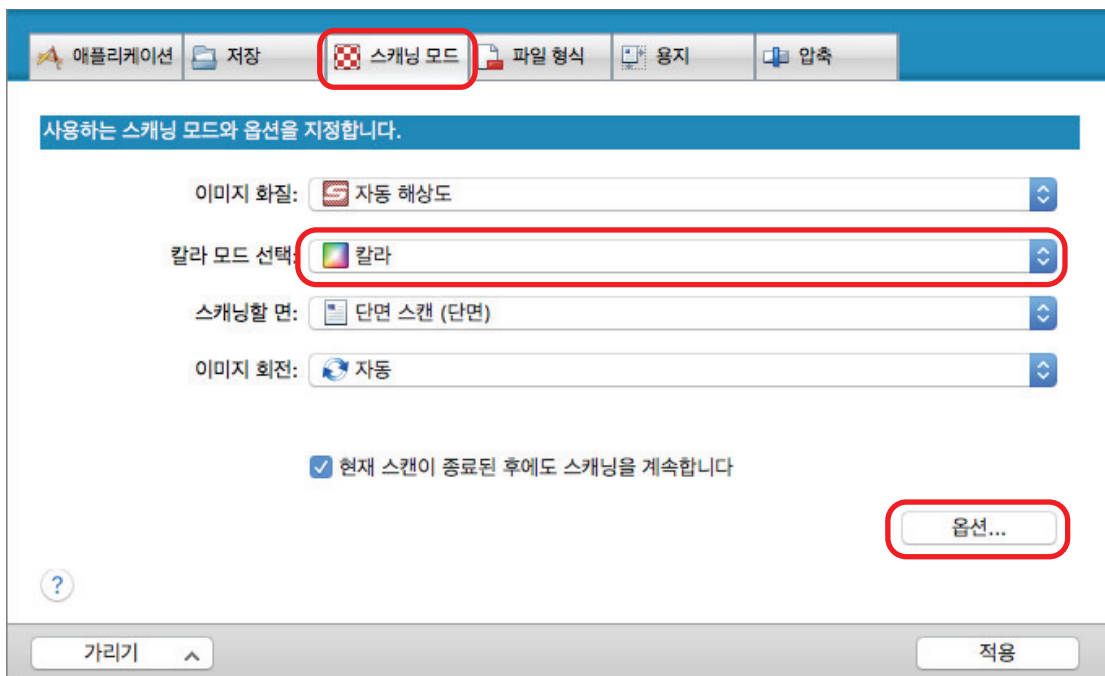 애플리케이션 저장 스캐닝 모드 파일 형식 용지 압축
사용하는 스캐닝 모드와 옵션을 지정합니다.
이미지 화질: 자동 해상도
칼라 모드 선택: 칼라
스캐닝할 면: 단면 스캔 (단면)
이미지 회전: 자동
현재 스캔이 종료된 후에도 스캐닝을 계속합니다
옵션...
?
가리기 적용